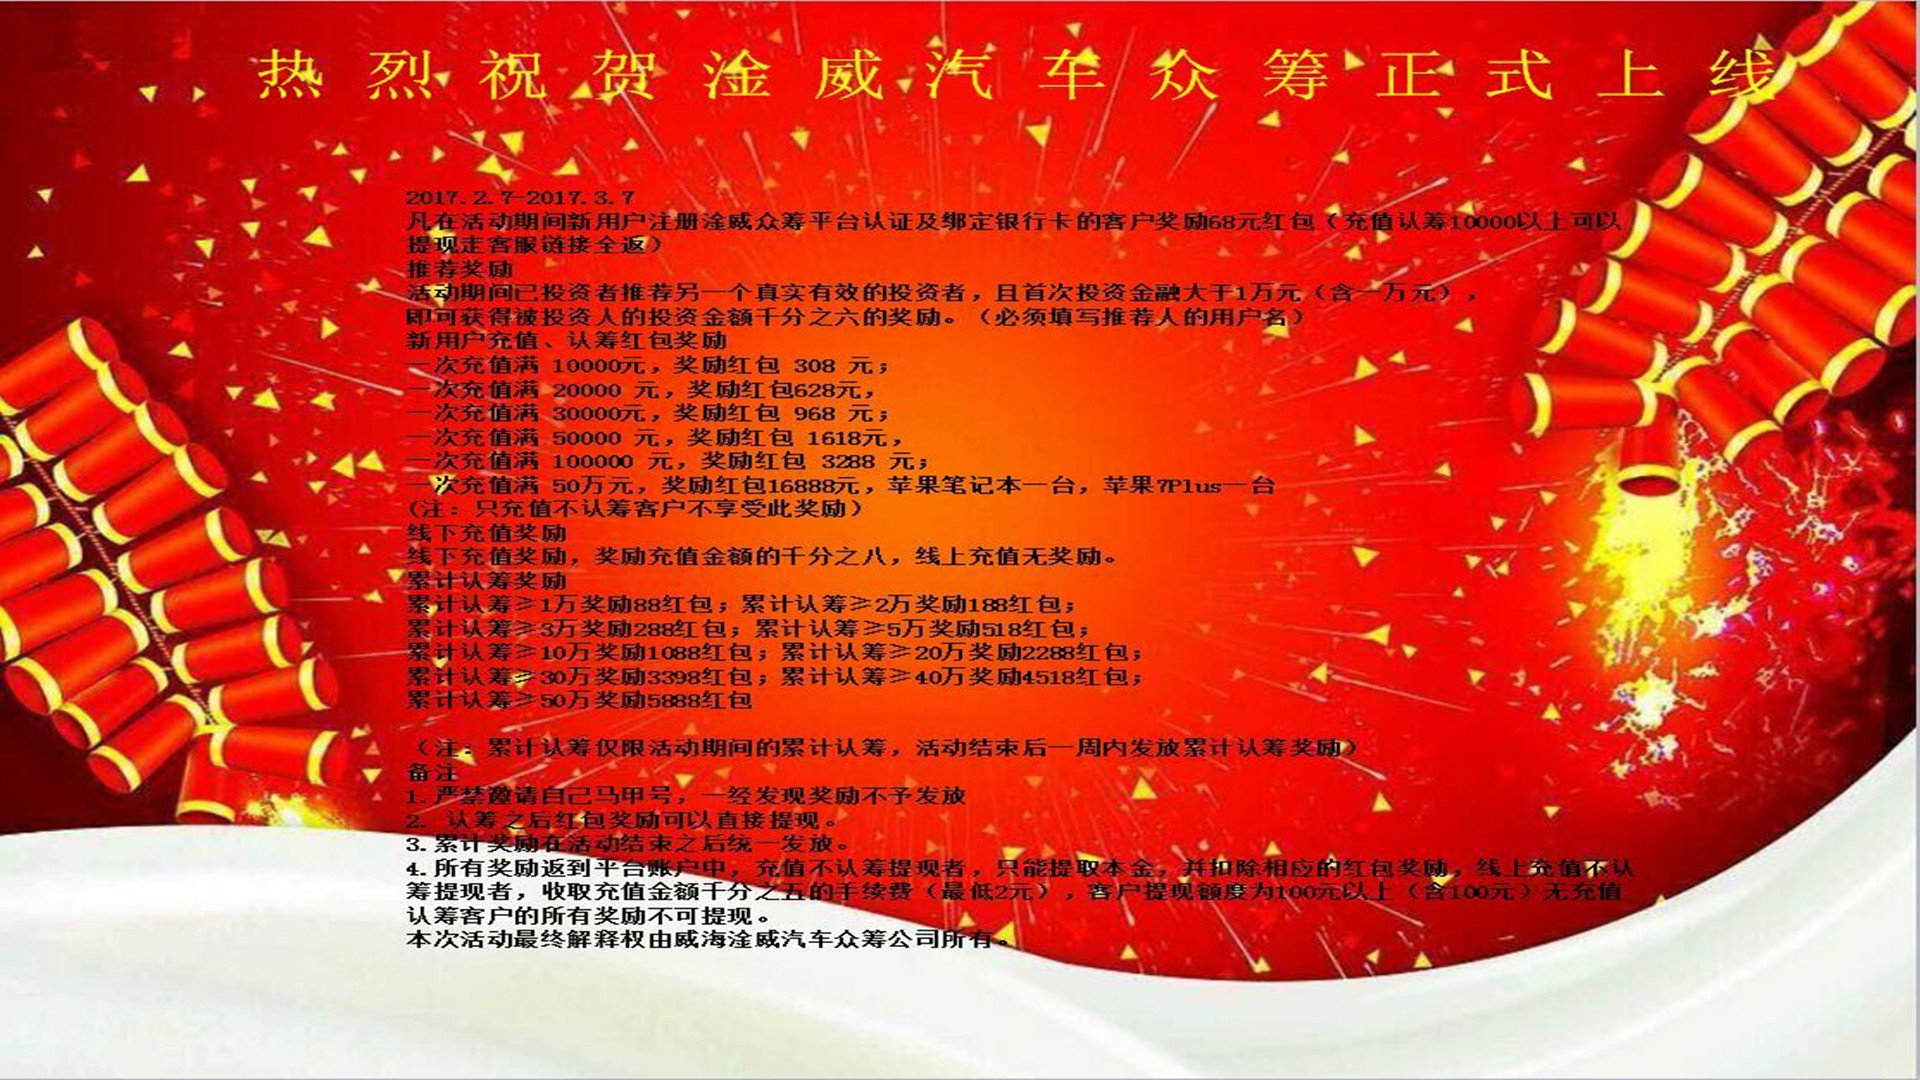 热烈祝贺淦威汽车众筹正式上线
2017.2.7-2017.3.7
凡在活动期间新用户注册淦威众筹平台认证及绑定银行卡的客户奖励68元红包（充值认筹10000以上可以
提现走客服链接全返）
推荐奖励
活动期间已投资者推荐另一个真实有效的投资者，且首次投资金融大于1万元（含一万元），
即可获得被投资人的投资金额千分之六的奖励。（必须填写推荐人的用户名）
新用户充值、认筹红包奖励
一次充值满 10000元，奖励红包 308 元；
一次充值满 20000 元，奖励红包628元，
一次充值满 30000元，奖励红包 968 元；
一次充值满 50000 元，奖励红包 1618元，
一次充值满 100000 元，奖励红包 3288 元；
一次充值满 50万元，奖励红包16888元，苹果笔记本一台，苹果7Plus一台
(注：只充值不认筹客户不享受此奖励）
线下充值奖励
线下充值奖励，奖励充值金额的千分之八，线上充值无奖励。
累计认筹奖励
累计认筹≥1万奖励88红包；累计认筹≥2万奖励188红包；
累计认筹≥3万奖励288红包；累计认筹≥5万奖励518红包；
累计认筹≥10万奖励1088红包；累计认筹≥20万奖励2288红包；
累计认筹≥30万奖励3398红包；累计认筹≥40万奖励4518红包；
累计认筹≥50万奖励5888红包
（注：累计认筹仅限活动期间的累计认筹，活动结束后一周内发放累计认筹奖励）
备注
1.严禁邀请自己马甲号，一经发现奖励不予发放
2. 认筹之后红包奖励可以直接提现。
3.累计奖励在活动结束之后统一发放。
4.所有奖励返到平台账户中，充值不认筹提现者，只能提取本金，并扣除相应的红包奖励，线上充值不认
筹提现者，收取充值金额千分之五的手续费（最低2元），客户提现额度为100元以上（含100元）无充值
认筹客户的所有奖励不可提现。
本次活动最终解释权由威海淦威汽车众筹公司所有。